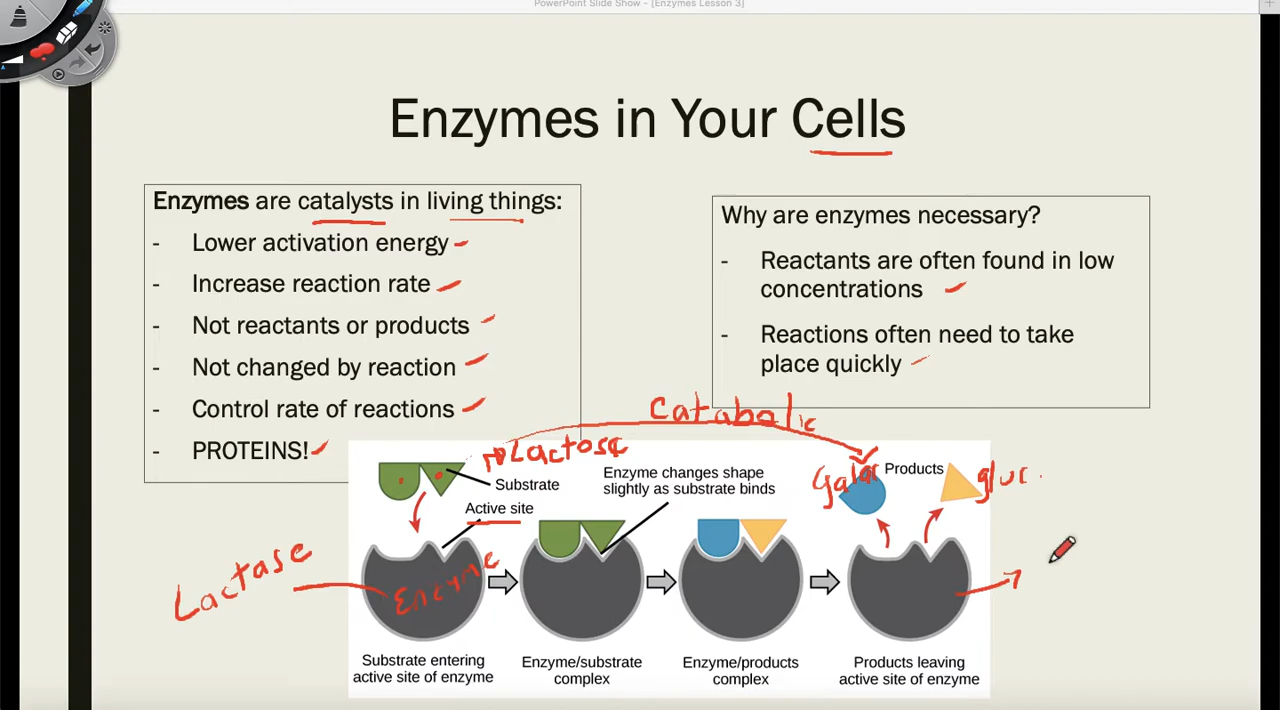 PowerPoint Slide Show - [Enzymes Lesson 3]
Enzymes in Your Cells
Enzymes are catalysts in living things:
- Lower activation energy
- Increase reaction rate
- Not reactants or products
- Not changed by reaction
- Control rate of reactions
- PROTEINS!
Why are enzymes necessary?
- Reactants are often found in low
concentrations
- Reactions often need to take
place quickly
Catabolic
Lactose
Substrate
Active site
Enzyme changes shape
slightly as substrate binds
Galac
Products
gluc.
Lactase
Enzyme
Substrate entering
active site of enzyme
Enzyme/substrate
complex
Enzyme/products
complex
Products leaving
active site of enzyme